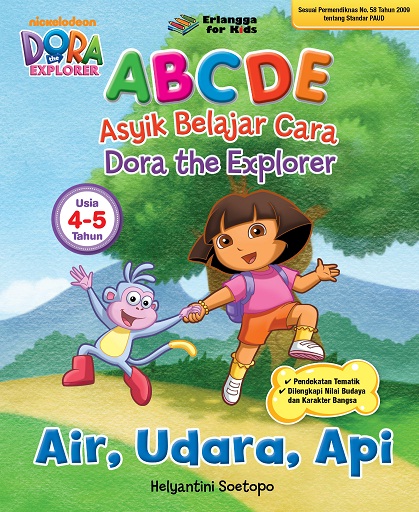 nickelodeon
DORA
the
EXPLORER
Erlangga
for Kids
Sesuai Permendiknas No. 58 Tahun 2009
tentang Standar PAUD
ABCDE
Asyik Belajar Cara
Dora the Explorer
Usia
4-5
Tahun
✓ Pendekatan Tematik
✓ Dilengkapi Nilai Budaya
dan Karakter Bangsa
Air, Udara, Api
Helyantini Soetopo